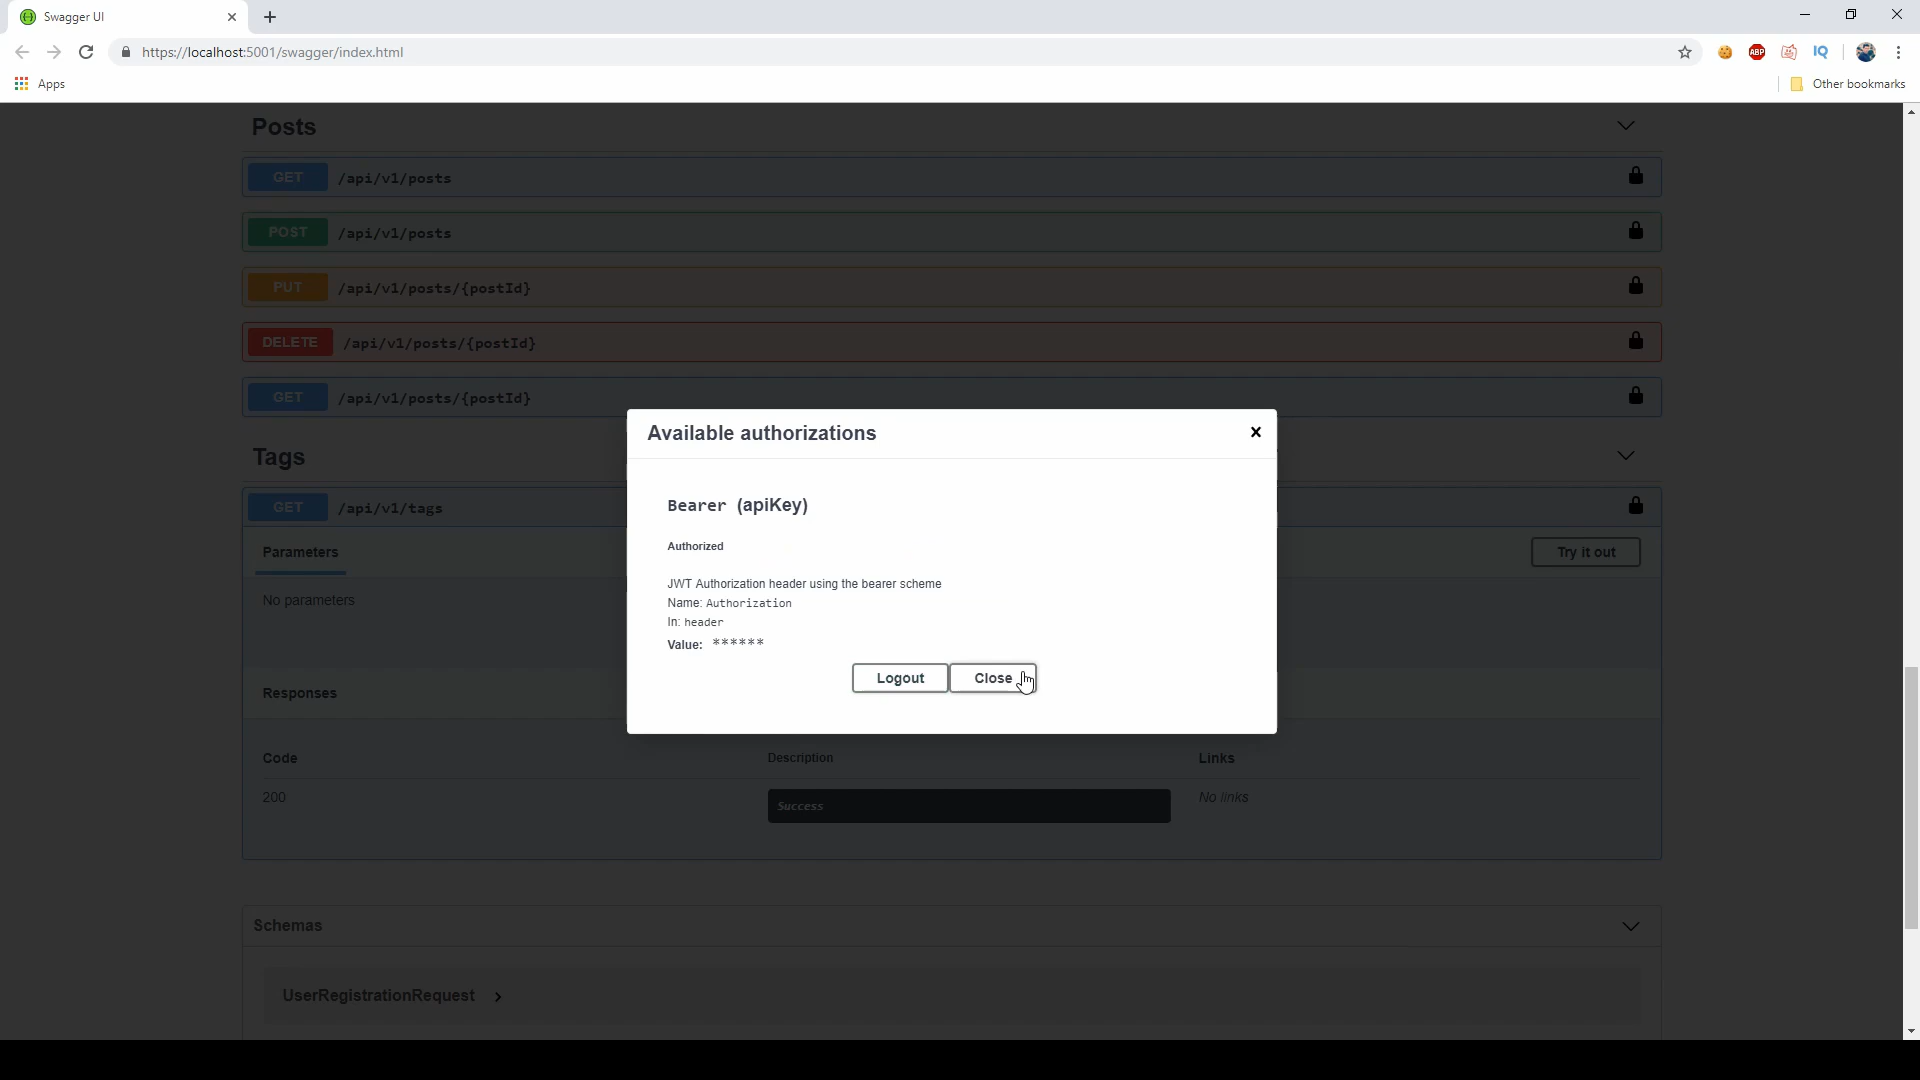 Swagger UI
https://localhost:5001/swagger/index.html
ABP
IQ
Apps
Other bookmarks
Posts
GET /api/v1/posts
POST /api/v1/posts
PUT /api/v1/posts/{postId}
DELETE /api/v1/posts/{postId}
GET /api/v1/posts/{postId}
Available authorizations
Tags
GET /api/v1/tags
Bearer (apiKey)
Authorized
Parameters
Try it out
JWT Authorization header using the bearer scheme
No parameters
Name: Authorization
In: header
Value: ******
Logout
Close
Responses
Code
Description
Links
200
Success
No links
Schemas
UserRegistrationRequest